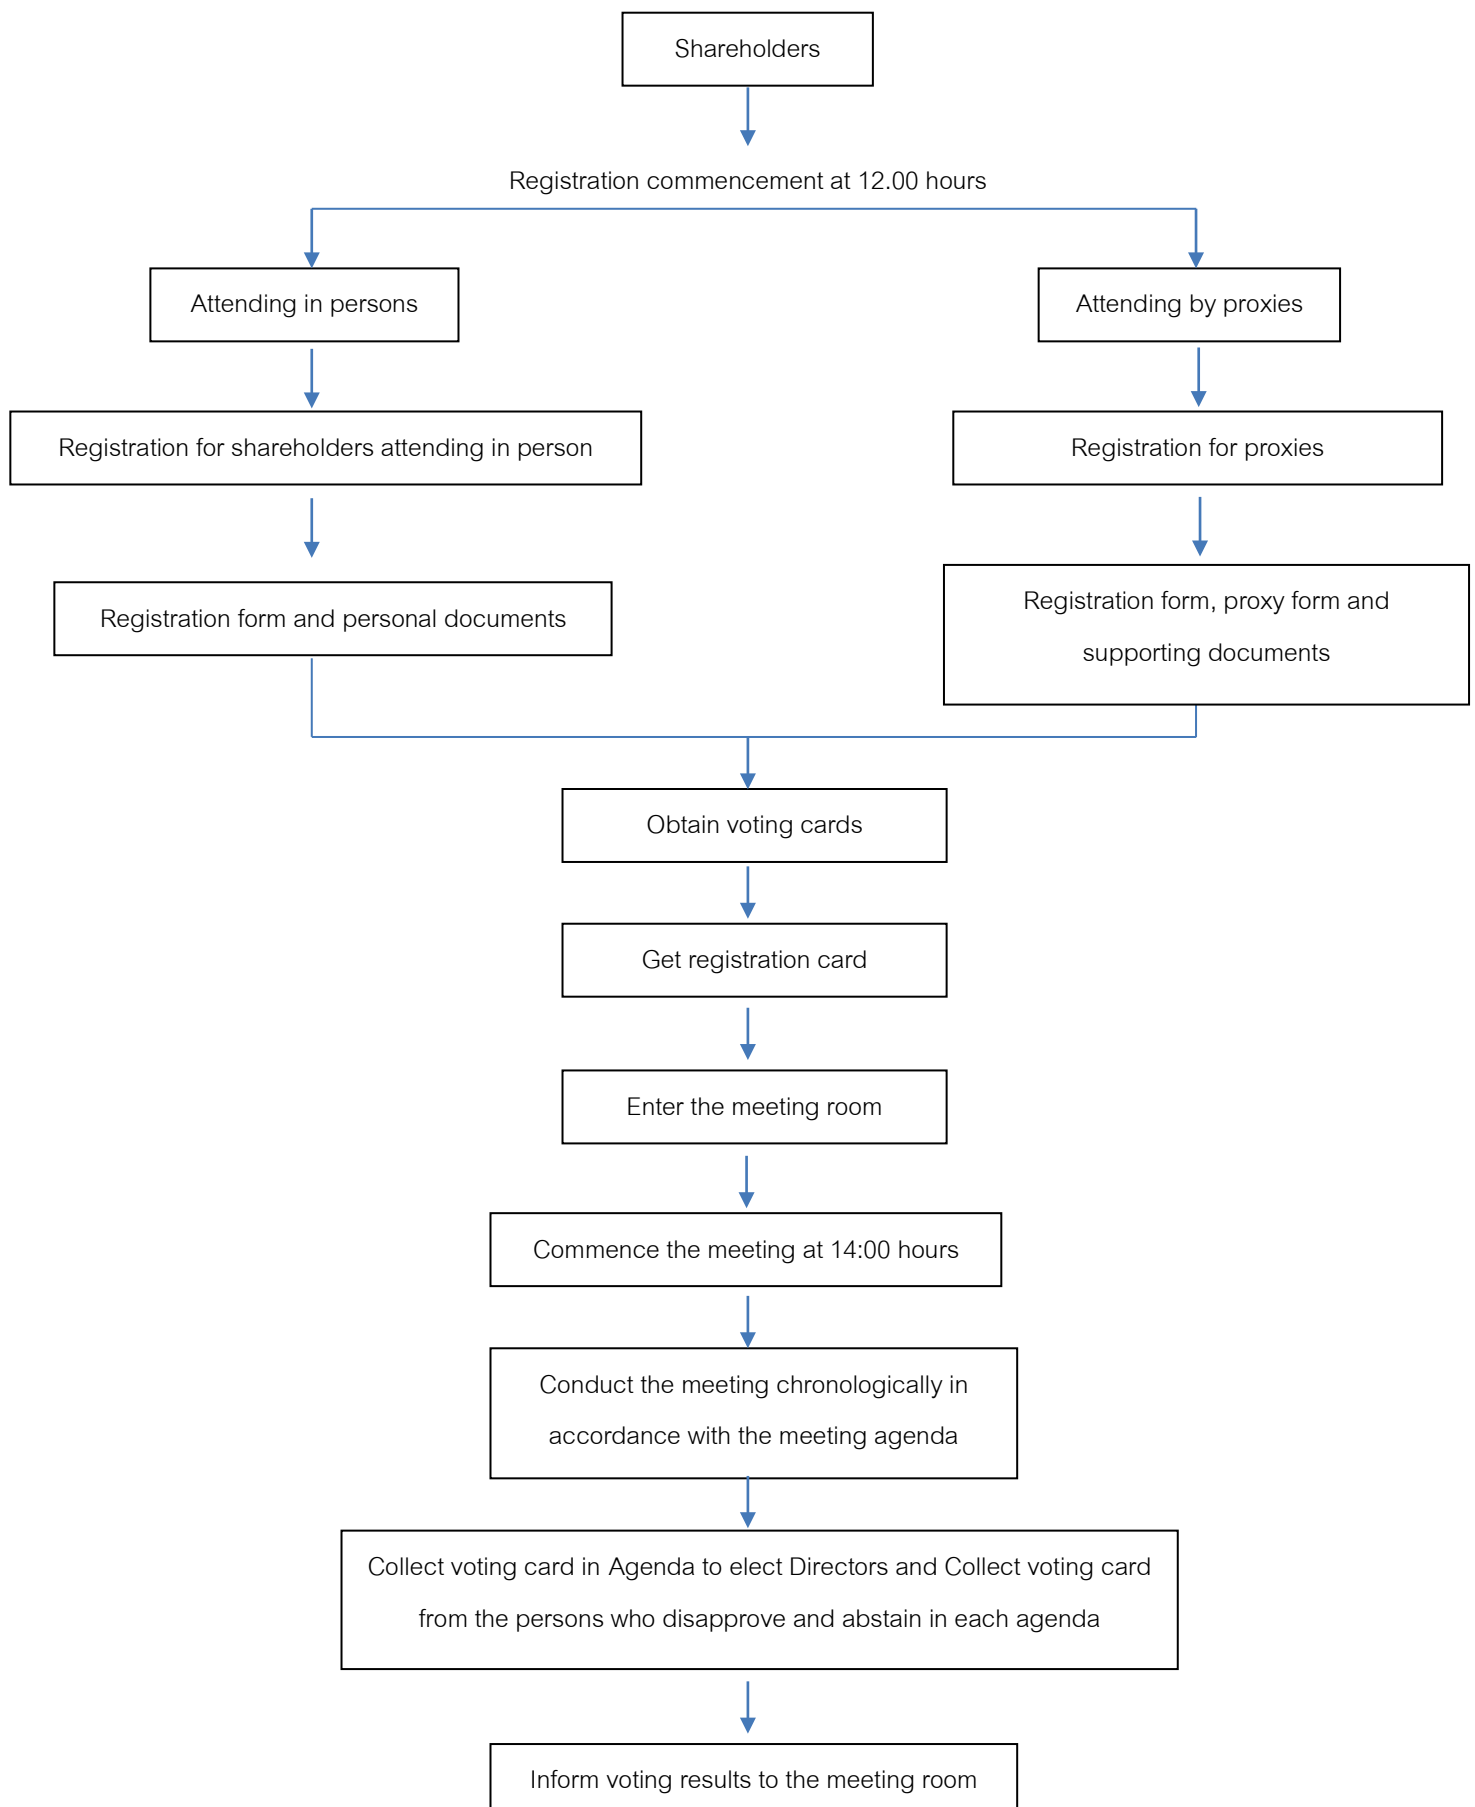 Shareholders
Registration commencement at 12.00 hours
Attending in persons
Attending by proxies
Registration for shareholders attending in person
Registration for proxies
Registration form and personal documents
Registration form, proxy form and
supporting documents
Obtain voting cards
Get registration card
Enter the meeting room
Commence the meeting at 14:00 hours
Conduct the meeting chronologically in
accordance with the meeting agenda
Collect voting card in Agenda to elect Directors and Collect voting card
from the persons who disapprove and abstain in each agenda
Inform voting results to the meeting room